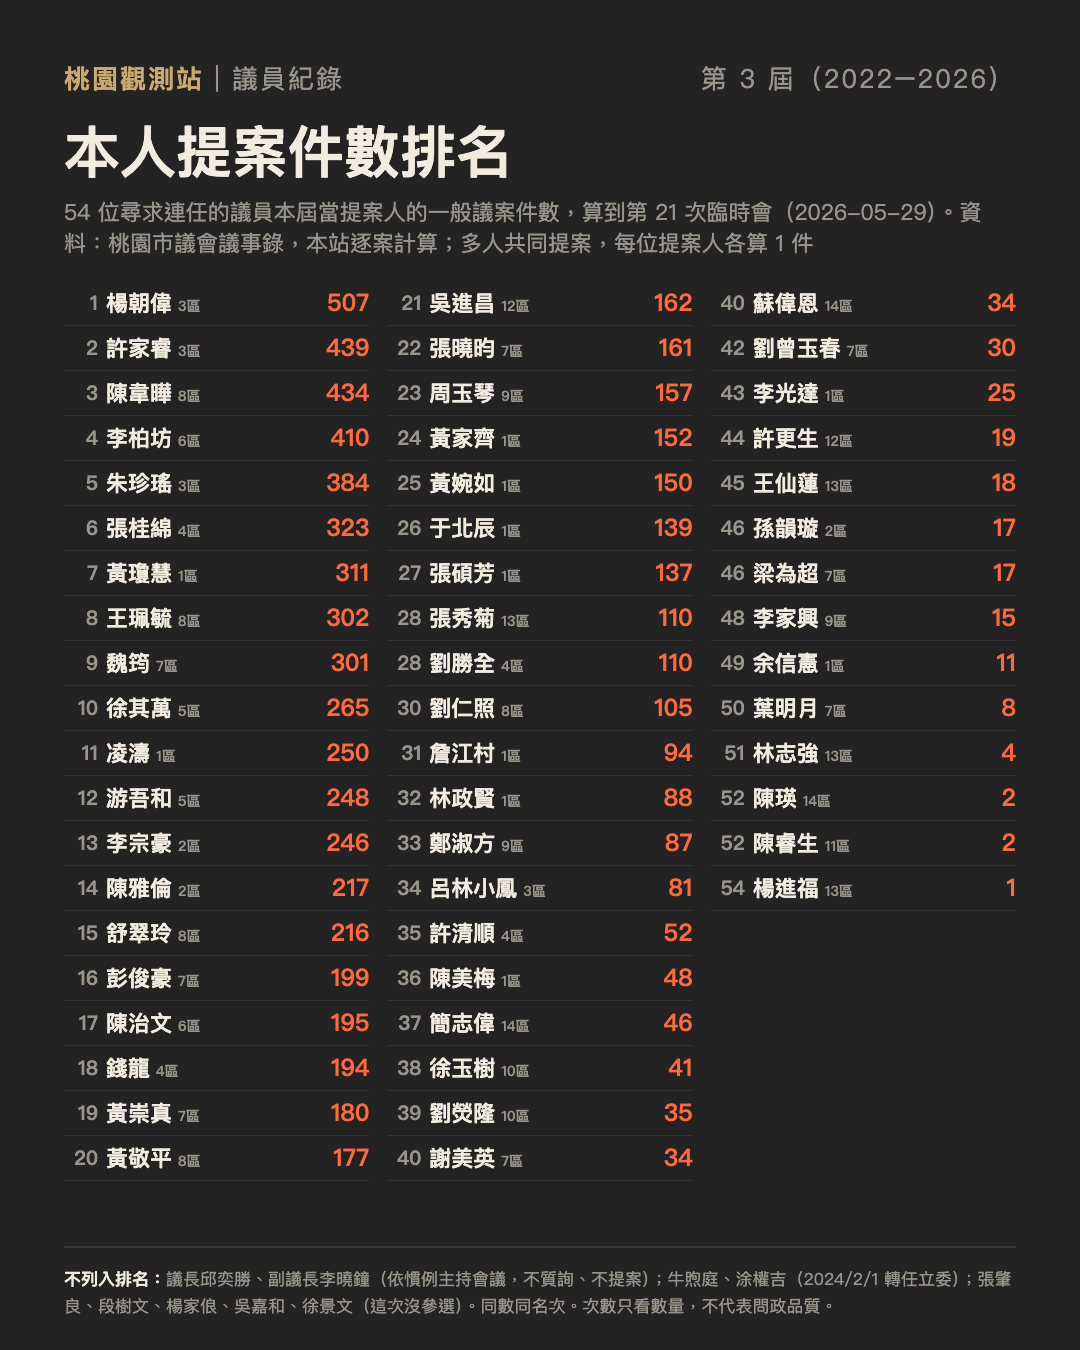 桃園觀測站｜議員紀錄
第 3 屆（2022－2026）
本人提案件數排名
54 位尋求連任的議員本屆當提案人的一般議案件數，算到第 21 次臨時會（2026–05–29）。資
料：桃園市議會議事錄，本站逐案計算；多人共同提案，每位提案人各算 1 件
1 楊朝偉 3區 507
2 許家睿 3區 439
3 陳韋曄 8區 434
4 李柏坊 6區 410
5 朱珍瑤 3區 384
6 張桂綿 4區 323
7 黃瓊慧 1區 311
8 王珮毓 8區 302
9 魏筠 7區 301
10 徐其萬 5區 265
11 凌濤 1區 250
12 游吾和 5區 248
13 李宗豪 2區 246
14 陳雅倫 2區 217
15 舒翠玲 8區 216
16 彭俊豪 7區 199
17 陳治文 6區 195
18 錢龍 4區 194
19 黃崇真 7區 180
20 黃敬平 8區 177
21 吳進昌 12區 162
22 張曉昀 7區 161
23 周玉琴 9區 157
24 黃家齊 1區 152
25 黃婉如 1區 150
26 于北辰 1區 139
27 張碩芳 1區 137
28 張秀菊 13區 110
28 劉勝全 4區 110
30 劉仁照 8區 105
31 詹江村 1區 94
32 林政賢 1區 88
33 鄭淑方 9區 87
34 呂林小鳳 3區 81
35 許清順 4區 52
36 陳美梅 1區 48
37 簡志偉 14區 46
38 徐玉樹 10區 41
39 劉熒隆 10區 35
40 謝美英 7區 34
40 蘇偉恩 14區 34
42 劉曾玉春 7區 30
43 李光達 1區 25
44 許更生 12區 19
45 王仙蓮 13區 18
46 孫韻璇 2區 17
46 梁為超 7區 17
48 李家興 9區 15
49 余信憲 1區 11
50 葉明月 7區 8
51 林志強 13區 4
52 陳瑛 14區 2
52 陳睿生 11區 2
54 楊進福 13區 1
不列入排名：議長邱奕勝、副議長李曉鐘（依慣例主持會議，不質詢、不提案）；牛煦庭、涂權吉（2024/2/1 轉任立委）；張肇
良、段樹文、楊家俍、吳嘉和、徐景文（這次沒參選）。同數同名次。次數只看數量，不代表問政品質。